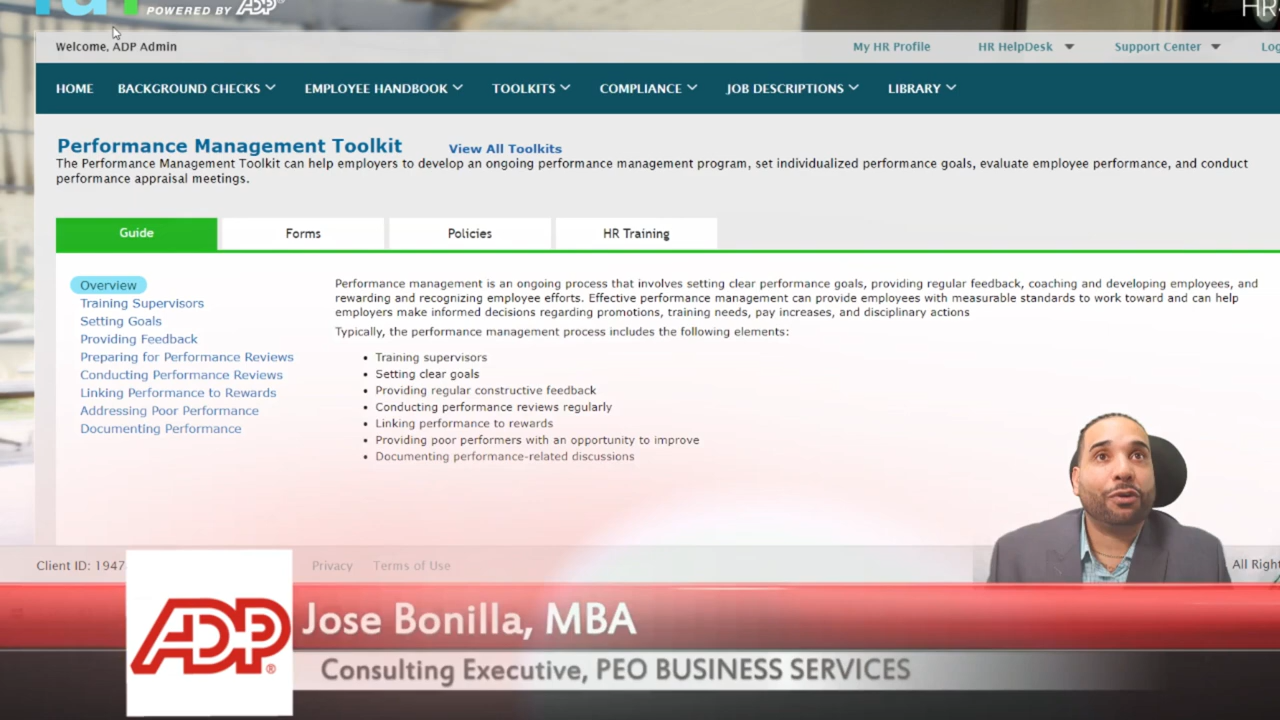 POWERED BY ADP
HR
Welcome, ADP Admin
My HR Profile
HR HelpDesk
Support Center
HOME
BACKGROUND CHECKS
EMPLOYEE HANDBOOK
TOOLKITS
COMPLIANCE
JOB DESCRIPTIONS
LIBRARY
Performance Management Toolkit
View All Toolkits
The Performance Management Toolkit can help employers to develop an ongoing performance management program, set individualized performance goals, evaluate employee performance, and conduct
performance appraisal meetings.
Guide
Forms
Policies
HR Training
Overview
Training Supervisors
Setting Goals
Providing Feedback
Preparing for Performance Reviews
Conducting Performance Reviews
Linking Performance to Rewards
Addressing Poor Performance
Documenting Performance
Performance management is an ongoing process that involves setting clear performance goals, providing regular feedback, coaching and developing employees, and
rewarding and recognizing employee efforts. Effective performance management can provide employees with measurable standards to work toward and can help
employers make informed decisions regarding promotions, training needs, pay increases, and disciplinary actions
Typically, the performance management process includes the following elements:
• Training supervisors
• Setting clear goals
• Providing regular constructive feedback
• Conducting performance reviews regularly
• Linking performance to rewards
• Providing poor performers with an opportunity to improve
• Documenting performance-related discussions
Client ID: 1947
Privacy
Terms of Use
All Righ
ADP®
Jose Bonilla, MBA
Consulting Executive, PEO BUSINESS SERVICES